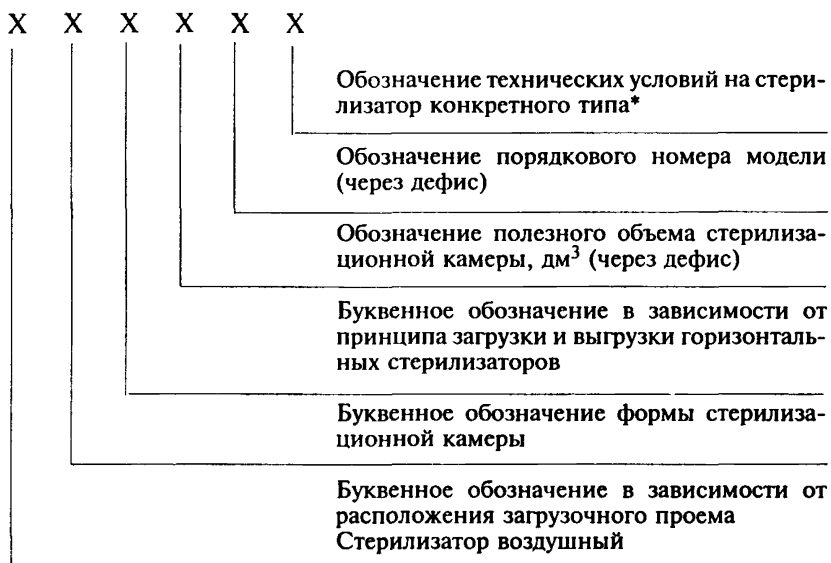 X X X X X X
Обозначение технических условий на стери-
лизатор конкретного типа*
Обозначение порядкового номера модели
(через дефис)
Обозначение полезного объема стерилиза-
ционной камеры, дм³ (через дефис)
Буквенное обозначение в зависимости от
принципа загрузки и выгрузки горизонталь-
ных стерилизаторов
Буквенное обозначение формы стерилиза-
ционной камеры
Буквенное обозначение в зависимости от
расположения загрузочного проема
Стерилизатор воздушный